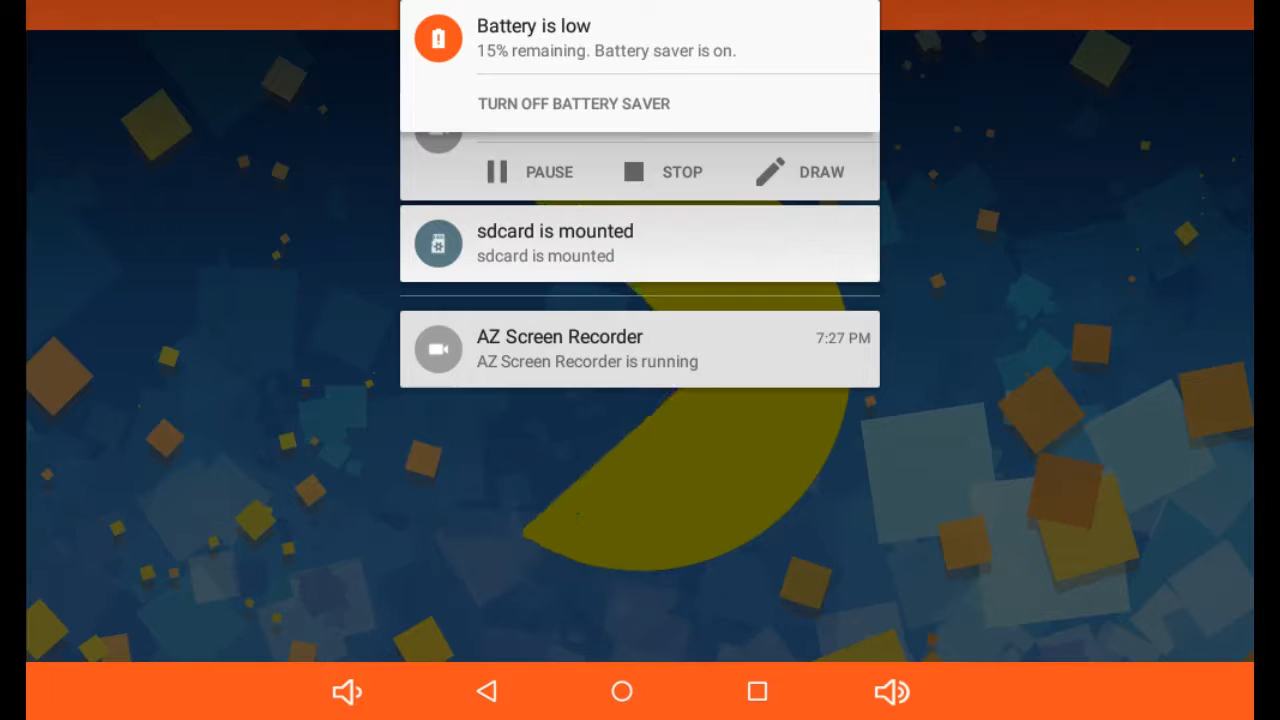 Battery is low
15% remaining. Battery saver is on.
TURN OFF BATTERY SAVER
PAUSE STOP DRAW
sdcard is mounted
sdcard is mounted
AZ Screen Recorder 7:27 PM
AZ Screen Recorder is running